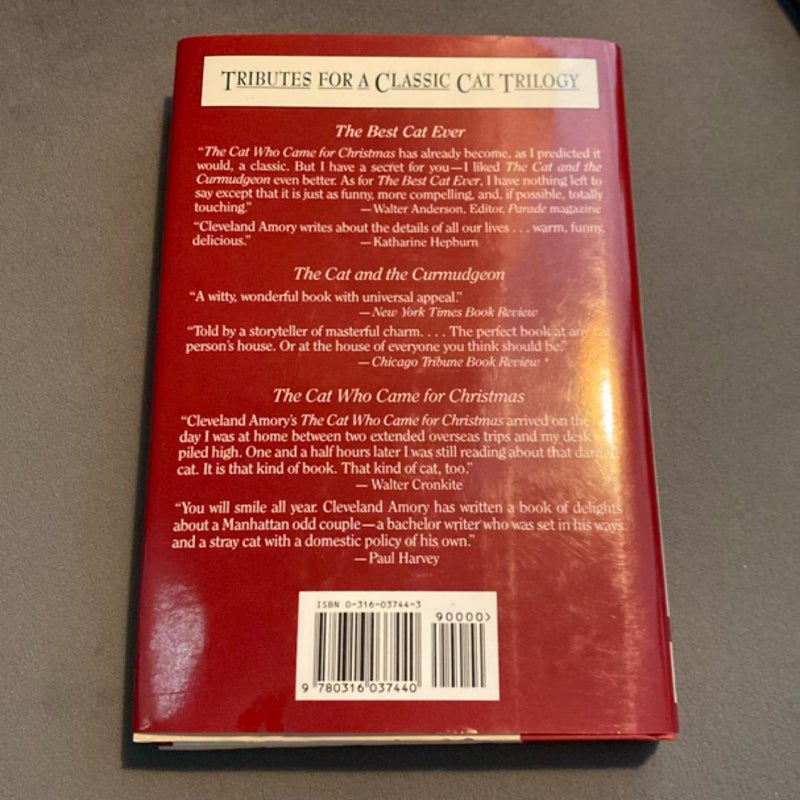 TRIBUTES FOR A CLASSIC CAT TRILOGY
The Best Cat Ever
“The Cat Who Came for Christmas has already become, as I predicted it
would, a classic. But I have a secret for you—I liked The Cat and the
Curmudgeon even better. As for The Best Cat Ever, I have nothing left to
say except that it is just as funny, more compelling, and, if possible, totally
touching.” —Walter Anderson, Editor, Parade magazine
“Cleveland Amory writes about the details of all our lives . . . warm, funny,
delicious.” —Katharine Hepburn
The Cat and the Curmudgeon
“A witty, wonderful book with universal appeal.”
—New York Times Book Review
“Told by a storyteller of masterful charm. . . . The perfect book at any cat
person's house. Or at the house of everyone you think should be.”
—Chicago Tribune Book Review
The Cat Who Came for Christmas
“Cleveland Amory's The Cat Who Came for Christmas arrived on the
day I was at home between two extended overseas trips and my desk
piled high. One and a half hours later I was still reading about that
cat. It is that kind of book. That kind of cat, too.”
—Walter Cronkite
“You will smile all year. Cleveland Amory has written a book of delights
about a Manhattan odd couple—a bachelor writer who was set in his ways
and a stray cat with a domestic policy of his own.”
—Paul Harvey
ISBN 0-316-03744-3
90000>
9 780316 037440